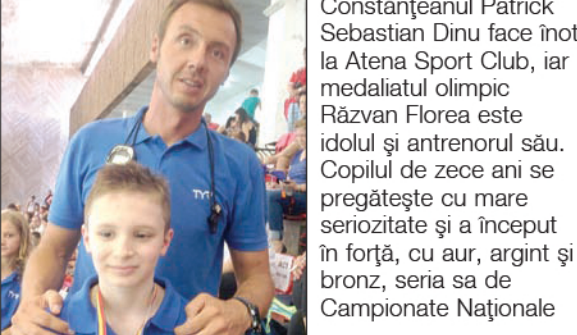 Constănţeanul Patrick
Sebastian Dinu face înot
la Atena Sport Club, iar
medaliatul olimpic
Răzvan Florea este
idolul şi antrenorul său.
Copilul de zece ani se
pregăteşte cu mare
seriozitate şi a început
în forţă, cu aur, argint şi
bronz, seria sa de
Campionate Naţionale
TYR